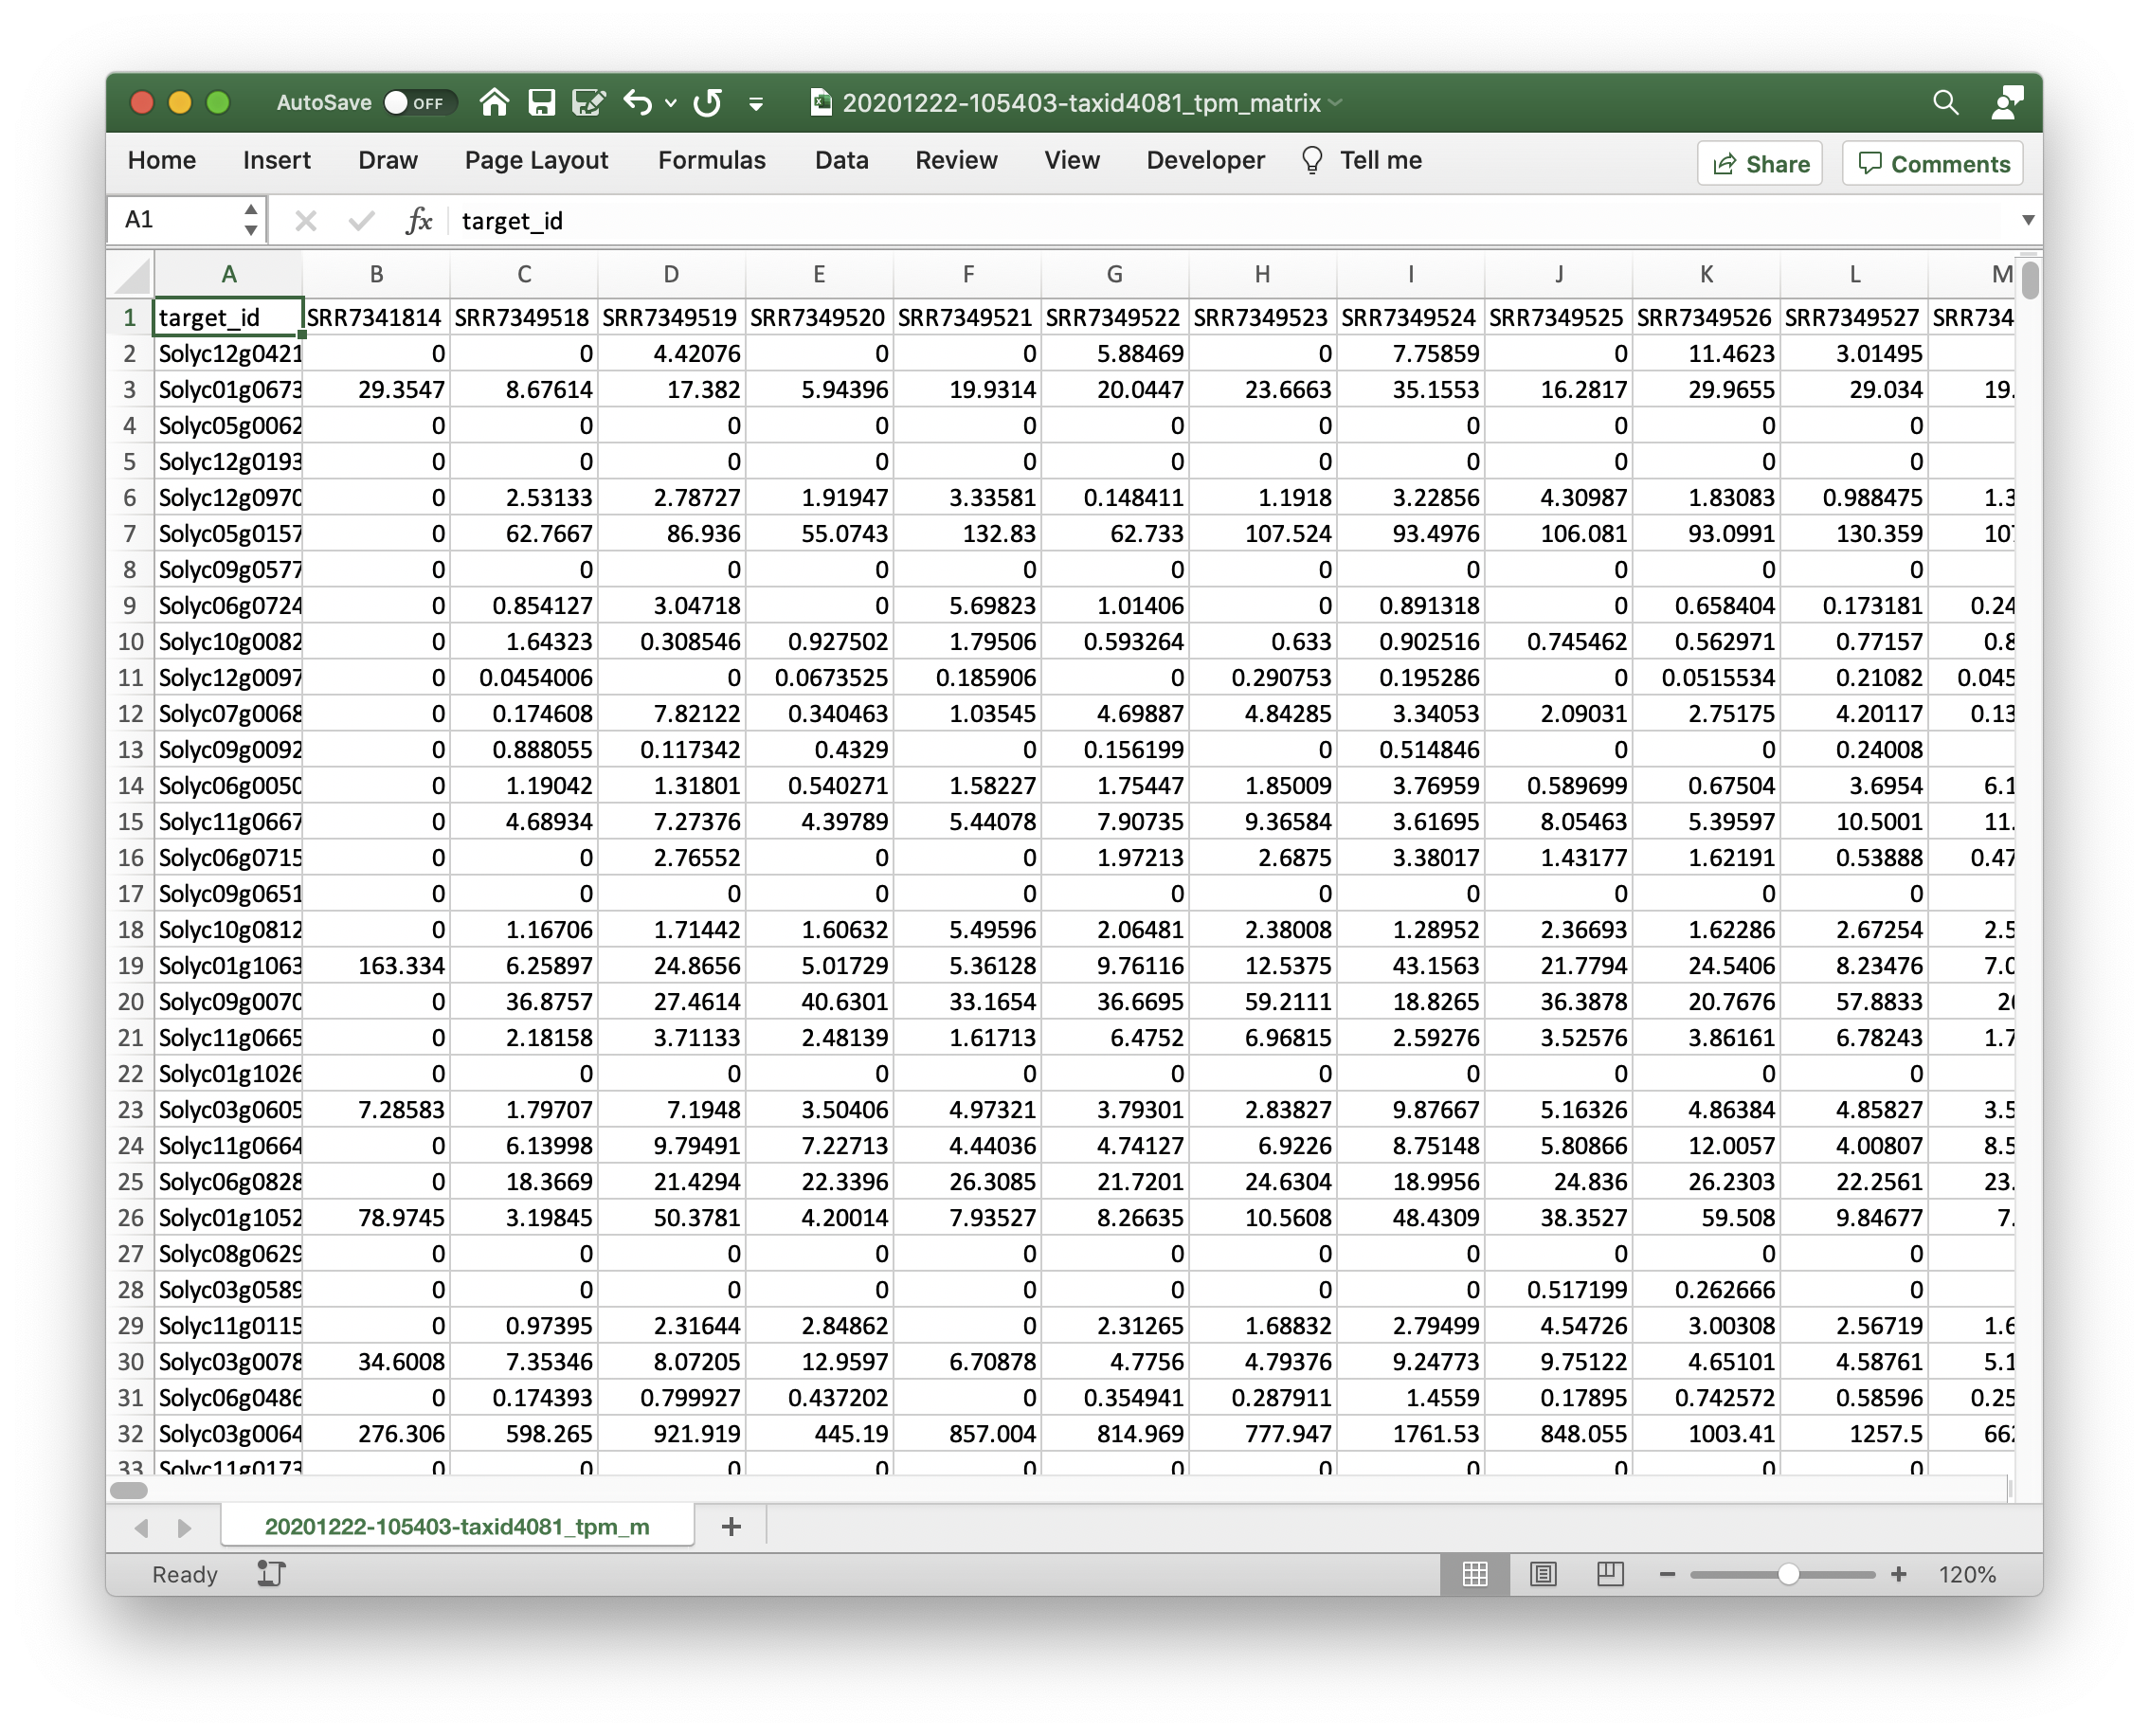 AutoSave OFF 20201222-105403-taxid4081_tpm_matrix
Home Insert Draw Page Layout Formulas Data Review View Developer Tell me Share Comments
A1 fx target_id
A B C D E F G H I J K L M
1 target_id SRR7341814 SRR7349518 SRR7349519 SRR7349520 SRR7349521 SRR7349522 SRR7349523 SRR7349524 SRR7349525 SRR7349526 SRR7349527 SRR734
2 Solyc12g0421 0 0 4.42076 0 0 5.88469 0 7.75859 0 11.4623 3.01495
3 Solyc01g0673 29.3547 8.67614 17.382 5.94396 19.9314 20.0447 23.6663 35.1553 16.2817 29.9655 29.034 19.
4 Solyc05g0062 0 0 0 0 0 0 0 0 0 0 0
5 Solyc12g0193 0 0 0 0 0 0 0 0 0 0 0
6 Solyc12g0970 0 2.53133 2.78727 1.91947 3.33581 0.148411 1.1918 3.22856 4.30987 1.83083 0.988475 1.3
7 Solyc05g0157 0 62.7667 86.936 55.0743 132.83 62.733 107.524 93.4976 106.081 93.0991 130.359 107
8 Solyc09g0577 0 0 0 0 0 0 0 0 0 0 0
9 Solyc06g0724 0 0.854127 3.04718 0 5.69823 1.01406 0 0.891318 0 0.658404 0.173181 0.24
10 Solyc10g0082 0 1.64323 0.308546 0.927502 1.79506 0.593264 0.633 0.902516 0.745462 0.562971 0.77157 0.8
11 Solyc12g0097 0 0.0454006 0 0.0673525 0.185906 0 0.290753 0.195286 0 0.0515534 0.21082 0.045
12 Solyc07g0068 0 0.174608 7.82122 0.340463 1.03545 4.69887 4.84285 3.34053 2.09031 2.75175 4.20117 0.13
13 Solyc09g0092 0 0.888055 0.117342 0.4329 0 0.156199 0 0.514846 0 0 0.24008
14 Solyc06g0050 0 1.19042 1.31801 0.540271 1.58227 1.75447 1.85009 3.76959 0.589699 0.67504 3.6954 6.1
15 Solyc11g0667 0 4.68934 7.27376 4.39789 5.44078 7.90735 9.36584 3.61695 8.05463 5.39597 10.5001 11.
16 Solyc06g0715 0 0 2.76552 0 0 1.97213 2.6875 3.38017 1.43177 1.62191 0.53888 0.47
17 Solyc09g0651 0 0 0 0 0 0 0 0 0 0 0
18 Solyc10g0812 0 1.16706 1.71442 1.60632 5.49596 2.06481 2.38008 1.28952 2.36693 1.62286 2.67254 2.5
19 Solyc01g1063 163.334 6.25897 24.8656 5.01729 5.36128 9.76116 12.5375 43.1563 21.7794 24.5406 8.23476 7.0
20 Solyc09g0070 0 36.8757 27.4614 40.6301 33.1654 36.6695 59.2111 18.8265 36.3878 20.7676 57.8833 2
21 Solyc11g0665 0 2.18158 3.71133 2.48139 1.61713 6.4752 6.96815 2.59276 3.52576 3.86161 6.78243 1.7
22 Solyc01g1026 0 0 0 0 0 0 0 0 0 0 0
23 Solyc03g0605 7.28583 1.79707 7.1948 3.50406 4.97321 3.79301 2.83827 9.87667 5.16326 4.86384 4.85827 3.5
24 Solyc11g0664 0 6.13998 9.79491 7.22713 4.44036 4.74127 6.9226 8.75148 5.80866 12.0057 4.00807 8.5
25 Solyc06g0828 0 18.3669 21.4294 22.3396 26.3085 21.7201 24.6304 18.9956 24.836 26.2303 22.2561 23.
26 Solyc01g1052 78.9745 3.19845 50.3781 4.20014 7.93527 8.26635 10.5608 48.4309 38.3527 59.508 9.84677 7.
27 Solyc08g0629 0 0 0 0 0 0 0 0 0 0 0
28 Solyc03g0589 0 0 0 0 0 0 0 0 0.517199 0.262666 0
29 Solyc11g0115 0 0.97395 2.31644 2.84862 0 2.31265 1.68832 2.79499 4.54726 3.00308 2.56719 1.6
30 Solyc03g0078 34.6008 7.35346 8.07205 12.9597 6.70878 4.7756 4.79376 9.24773 9.75122 4.65101 4.58761 5.1
31 Solyc06g0486 0 0.174393 0.799927 0.437202 0 0.354941 0.287911 1.4559 0.17895 0.742572 0.58596 0.25
32 Solyc03g0064 276.306 598.265 921.919 445.19 857.004 814.969 777.947 1761.53 848.055 1003.41 1257.5 66
33 Solyc11g0173 0 0 0 0 0 0 0 0 0 0 0
20201222-105403-taxid4081_tpm_m +
Ready 120%